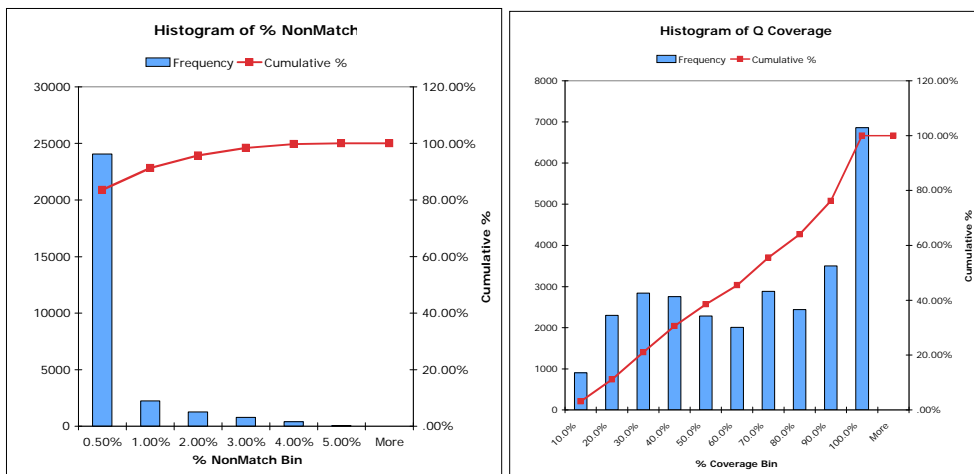 Histogram of % NonMatch
Frequency
Cumulative %
30000
25000
20000
15000
10000
5000
0
120.00%
100.00%
80.00%
60.00%
40.00%
20.00%
.00%
Cumulative %
0.50% 1.00% 2.00% 3.00% 4.00% 5.00% More
% NonMatch Bin
Histogram of Q Coverage
Frequency
Cumulative %
8000
7000
6000
5000
4000
3000
2000
1000
0
120.00%
100.00%
80.00%
60.00%
40.00%
20.00%
.00%
Cumulative %
10.0% 20.0% 30.0% 40.0% 50.0% 60.0% 70.0% 80.0% 90.0% 100.0% More
% Coverage Bin